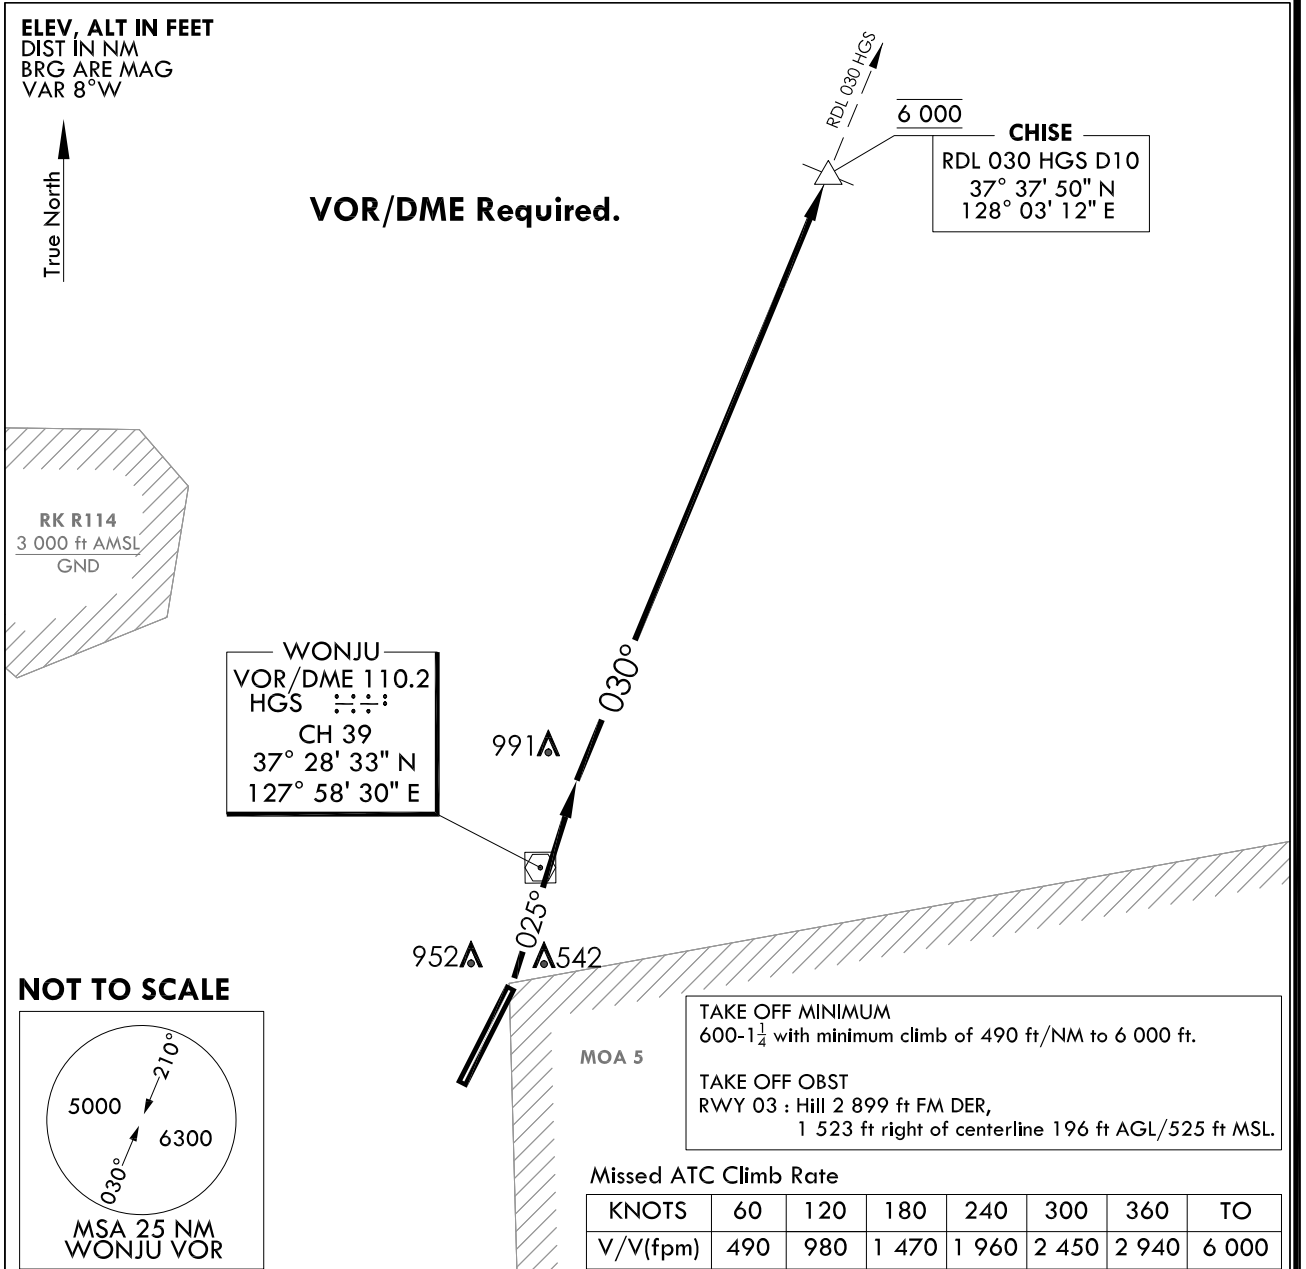 ELEV, ALT IN FEET
DIST IN NM
BRG ARE MAG
VAR 8°W
True North
VOR/DME Required.
RDL 030 HGS
6 000
CHISE
RDL 030 HGS D10
37° 37' 50" N
128° 03' 12" E
RK R114
3 000 ft AMSL
GND
WONJU
VOR/DME 110.2
HGS
CH 39
37° 28' 33" N
127° 58' 30" E
030°
991
025°
952
542
NOT TO SCALE
210°
5000
6300
030°
MSA 25 NM
WONJU VOR
MOA 5
TAKE OFF MINIMUM
600-1 1/4 with minimum climb of 490 ft/NM to 6 000 ft.
TAKE OFF OBST
RWY 03 : Hill 2 899 ft FM DER,
1 523 ft right of centerline 196 ft AGL/525 ft MSL.
Missed ATC Climb Rate
KNOTS 60 120 180 240 300 360 TO
V/V(fpm) 490 980 1 470 1 960 2 450 2 940 6 000